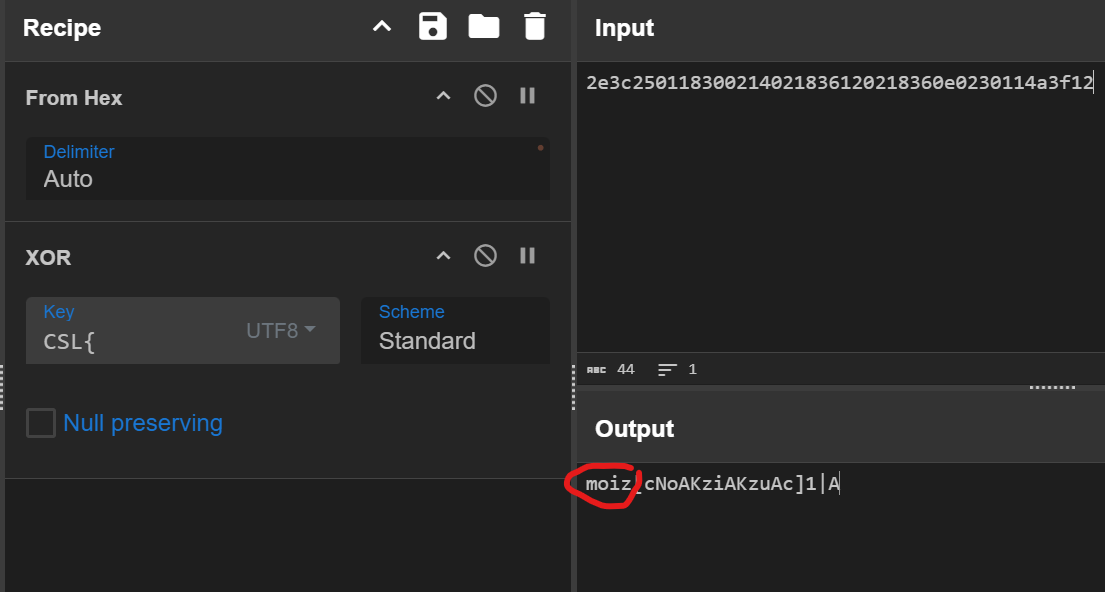 Recipe
From Hex
Delimiter
Auto
XOR
Key
CSL{
UTF8
Scheme
Standard
Null preserving
Input
2e3c250118300214021836120218360e0230114a3f12
ABC 44 1
Output
moiz[cNoAKziAKzuAc]1|A